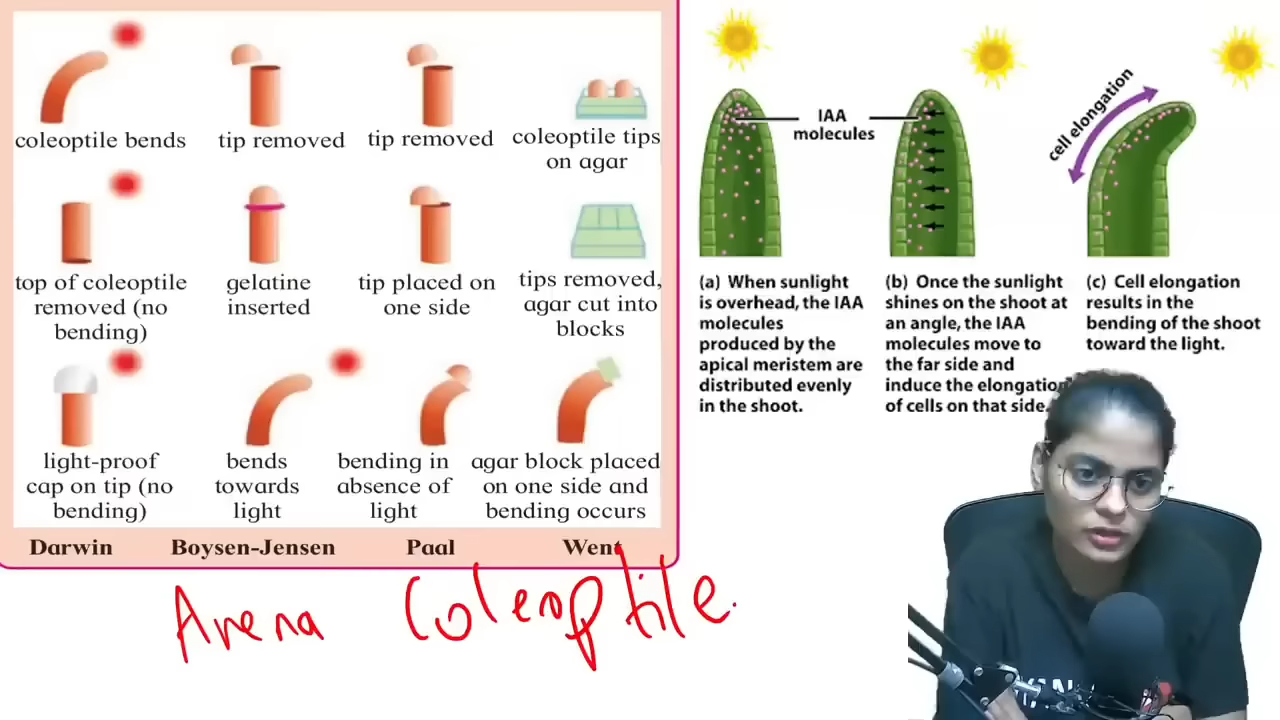 coleoptile bends
tip removed
tip removed
coleoptile tips
on agar
top of coleoptile
removed (no
bending)
gelatine
inserted
tip placed on
one side
tips removed,
agar cut into
blocks
light-proof
cap on tip (no
bending)
bends
towards
light
bending in
absence of
light
agar block placed
on one side and
bending occurs
Darwin
Boysen-Jensen
Paal
Went
IAA
molecules
cell elongation
(a) When sunlight
is overhead, the IAA
molecules
produced by the
apical meristem are
distributed evenly
in the shoot.
(b) Once the sunlight
shines on the shoot at
an angle, the IAA
molecules move to
the far side and
induce the elongation
of cells on that side.
(c) Cell elongation
results in the
bending of the shoot
toward the light.
Avena Coleoptile.